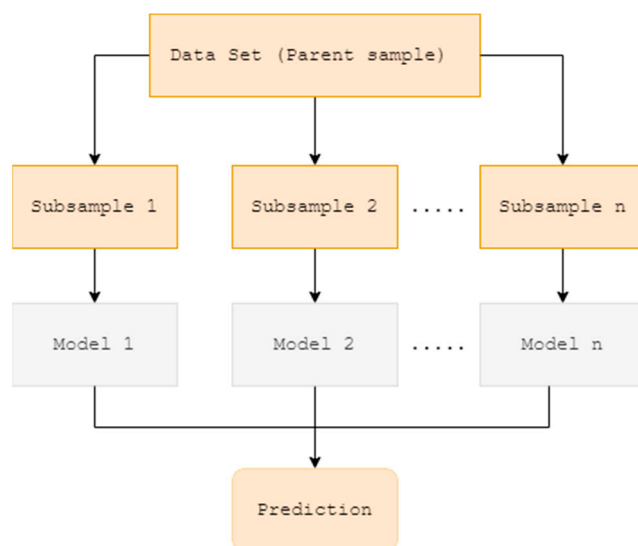 Data Set (Parent sample)
Subsample 1
Subsample 2
.....
Subsample n
Model 1
Model 2
.....
Model n
Prediction